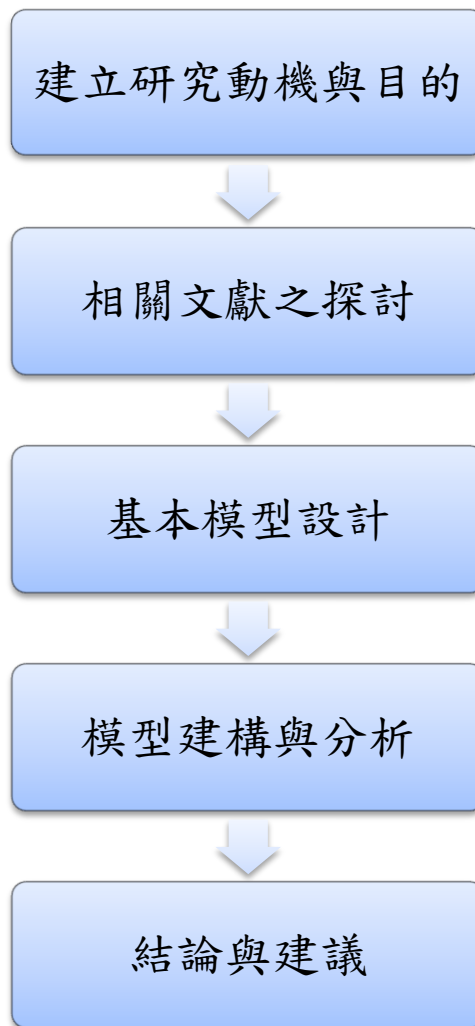 建立研究動機與目的
相關文獻之探討
基本模型設計
模型建構與分析
結論與建議